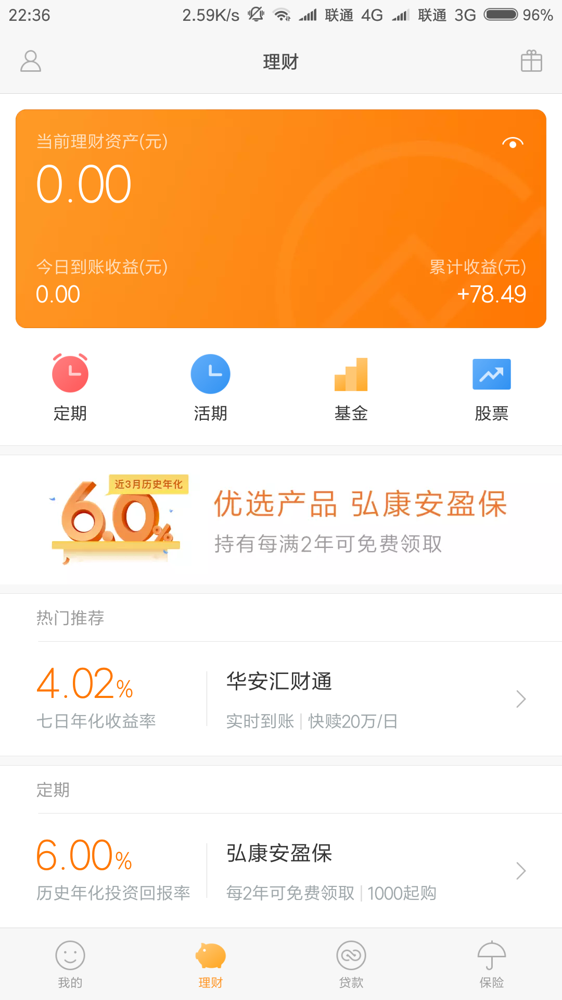 22:36 2.59K/s 联通 4G 联通 3G 96%
理财
当前理财资产(元)
0.00
今日到账收益(元) 累计收益(元)
0.00 +78.49
定期 活期 基金 股票
近3月历史年化
6.0%
优选产品 弘康安盈保
持有每满2年可免费领取
热门推荐
4.02% 华安汇财通
七日年化收益率 实时到账 | 快赎20万/日
定期
6.00% 弘康安盈保
历史年化投资回报率 每2年可免费领取 | 1000起购
我的 理财 贷款 保险